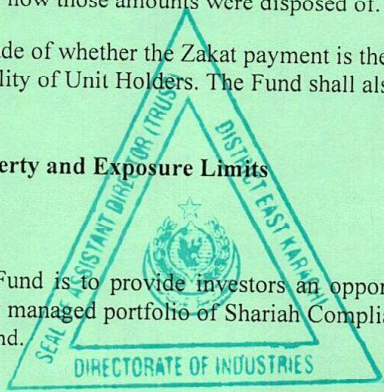 how those amounts were disposed of.
ade of whether the Zakat payment is the
lity of Unit Holders. The Fund shall als
erty and Exposure Limits
Fund is to provide investors an oppor
managed portfolio of Shariah Complia
nd.
SEAL OF ASSISTANT DIRECTOR (TRUST)
DISTRICT EAST KARACHI
DIRECTORATE OF INDUSTRIES